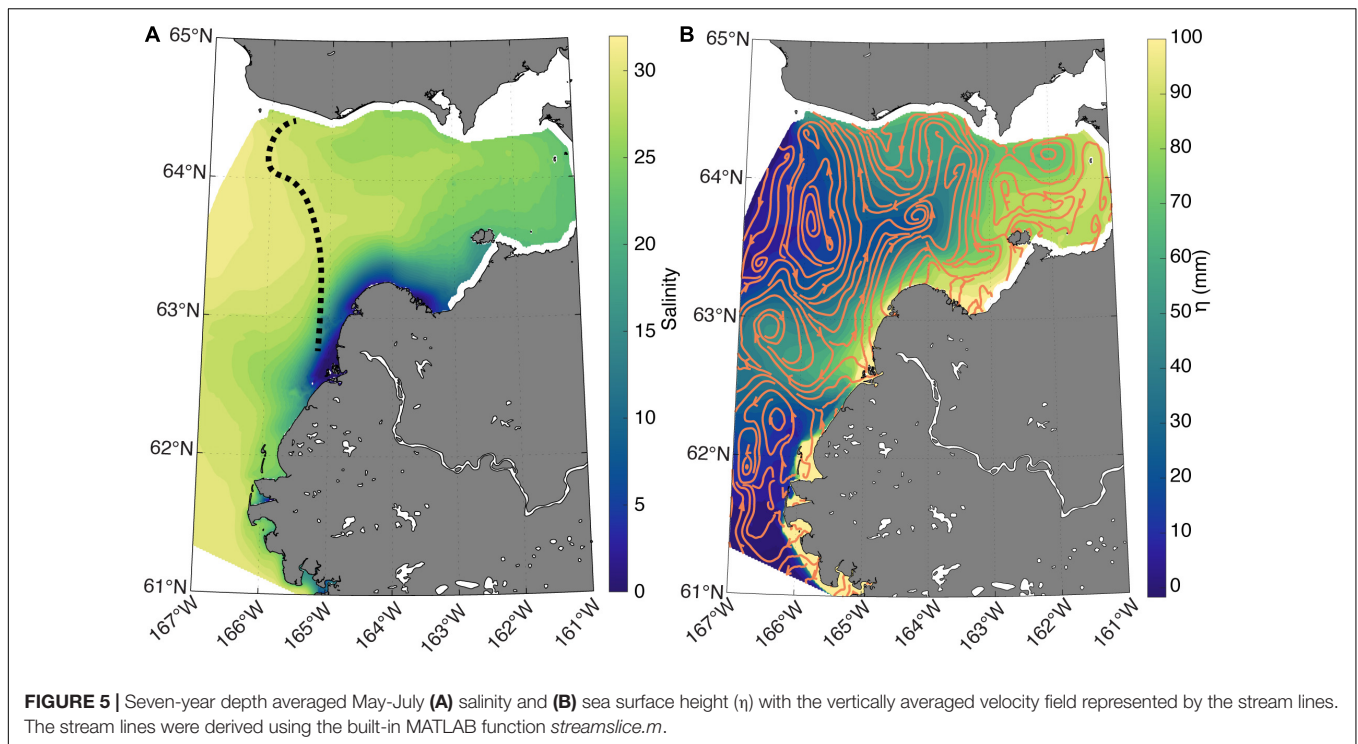 A
65°N
64°N
63°N
62°N
61°N
167°W
166°W
165°W
164°W
163°W
162°W
161°W
30
25
20
15
10
5
0
Salinity
B
65°N
64°N
63°N
62°N
61°N
167°W
166°W
165°W
164°W
163°W
162°W
161°W
100
90
80
70
60
50
40
30
20
10
0
η (mm)
FIGURE 5 | Seven-year depth averaged May-July (A) salinity and (B) sea surface height (η) with the vertically averaged velocity field represented by the stream lines.
The stream lines were derived using the built-in MATLAB function streamslice.m.